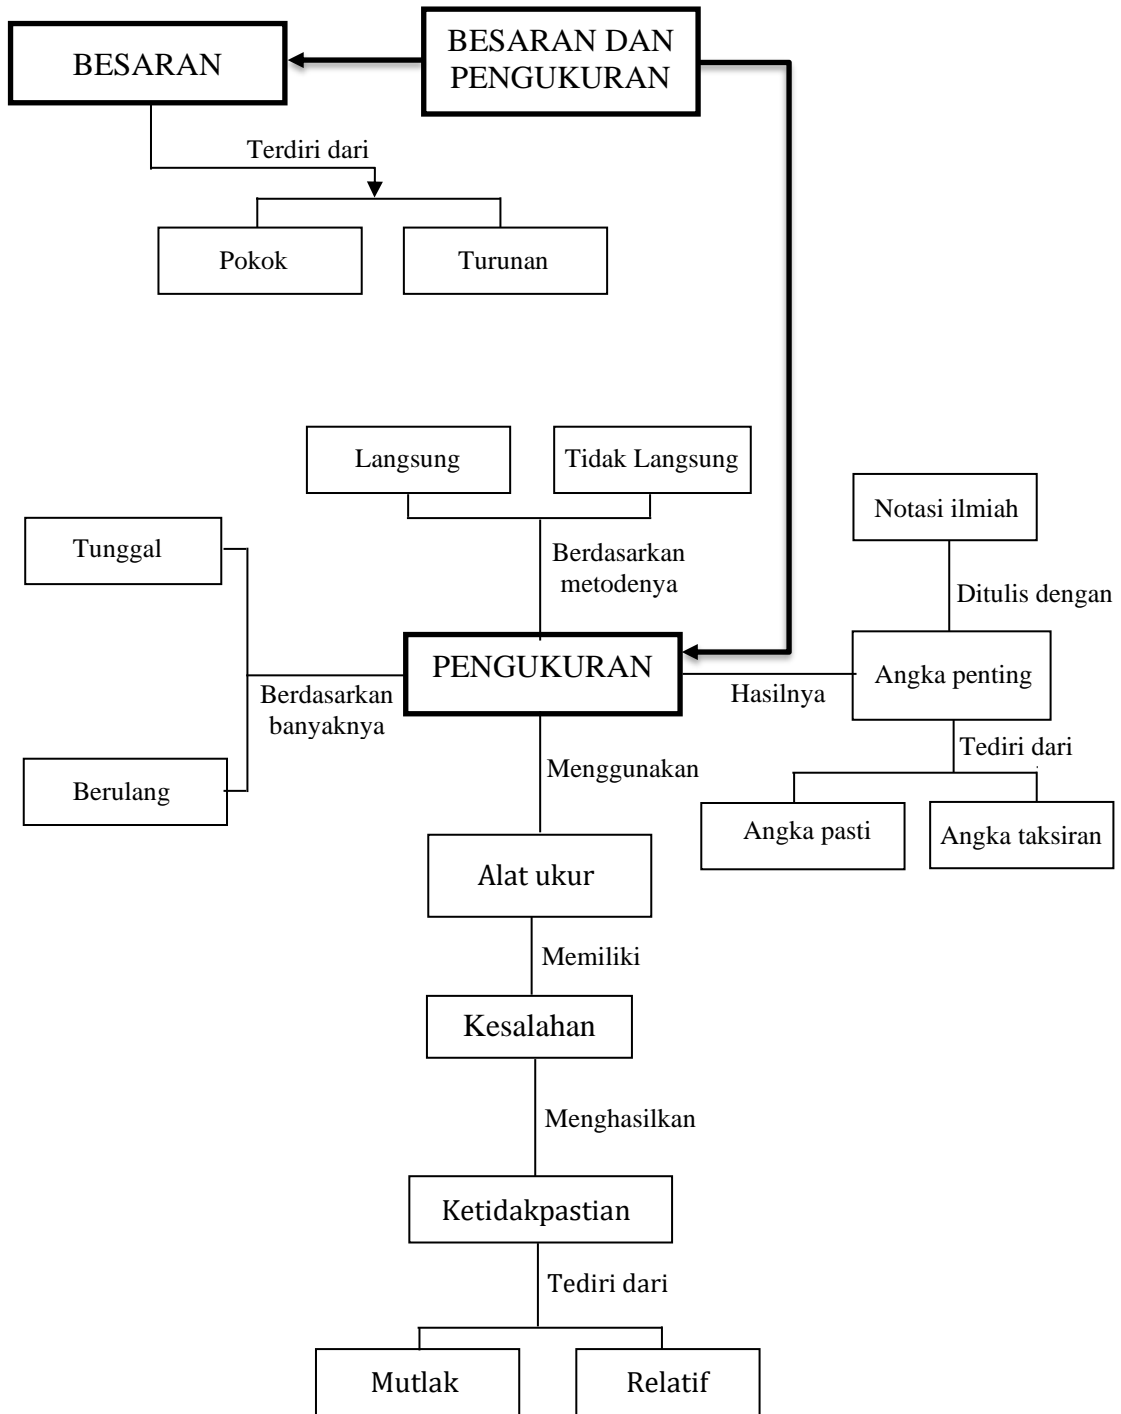 BESARAN
BESARAN DAN
PENGUKURAN
Terdiri dari
Pokok
Turunan
Langsung
Tidak Langsung
Notasi ilmiah
Tunggal
Berdasarkan
metodenya
Ditulis dengan
PENGUKURAN
Angka penting
Berdasarkan
banyaknya
Hasilnya
Tediri dari
Menggunakan
Berulang
Angka pasti
Angka taksiran
Alat ukur
Memiliki
Kesalahan
Menghasilkan
Ketidakpastian
Tediri dari
Mutlak
Relatif